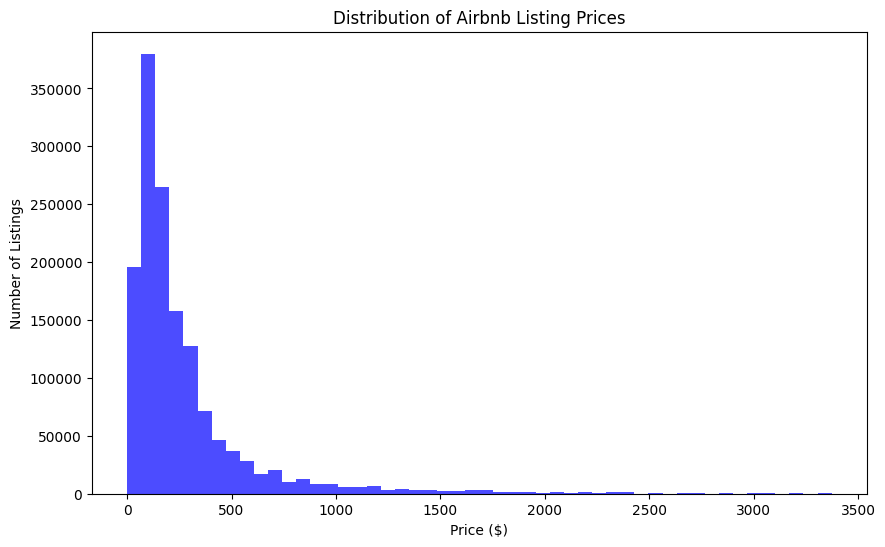 Distribution of Airbnb Listing Prices
Number of Listings
350000
300000
250000
200000
150000
100000
50000
0
0 500 1000 1500 2000 2500 3000 3500
Price ($)